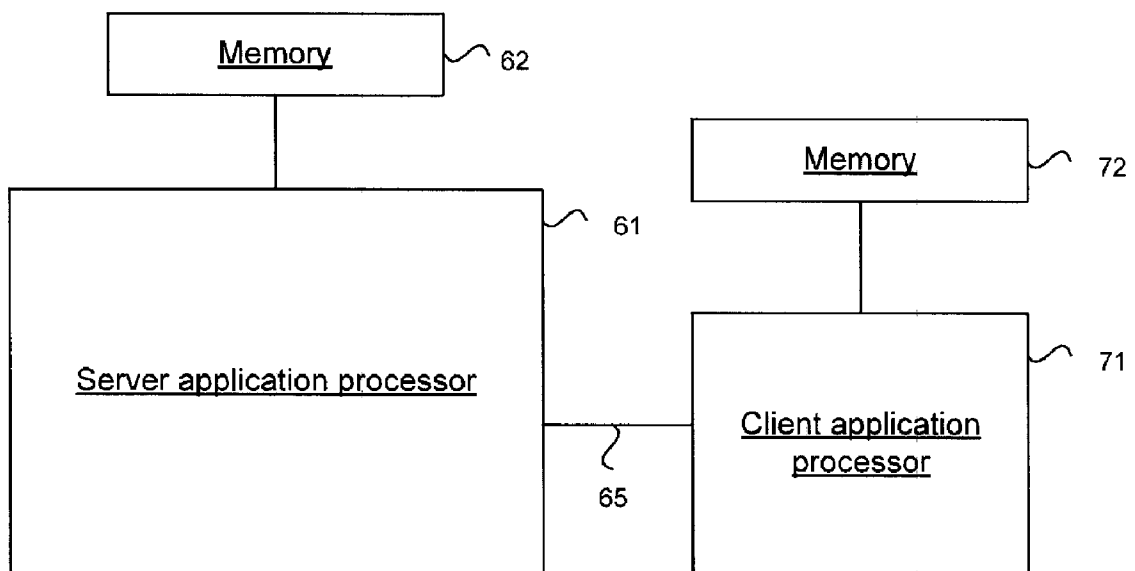 Memory
62
Memory
72
61
Server application processor
71
Client application
processor
65